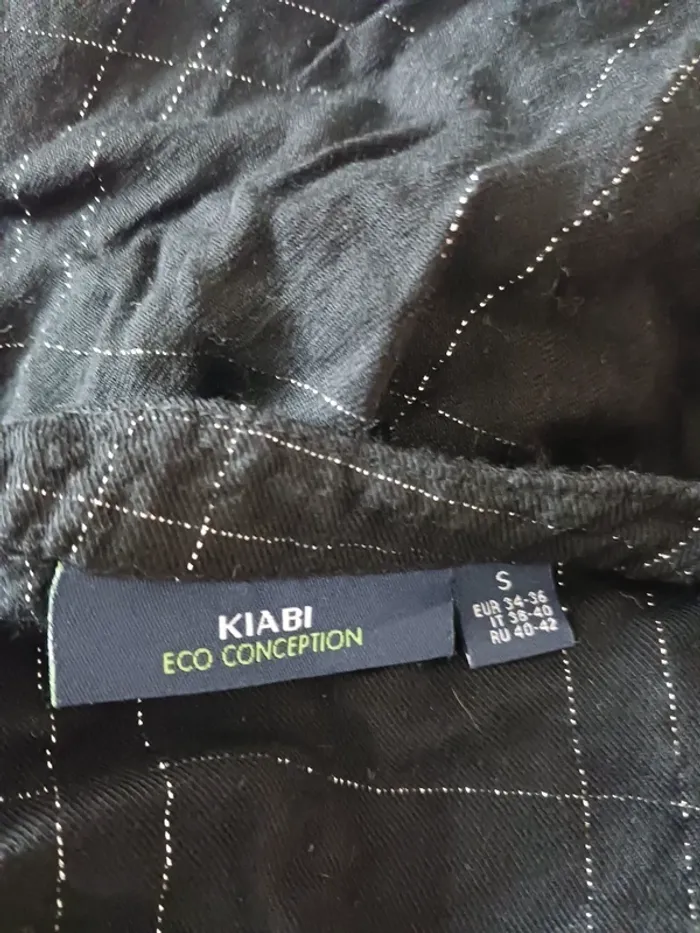 KIABI
ECO CONCEPTION
S
EUR 34-36
IT 38-40
RU 40-42